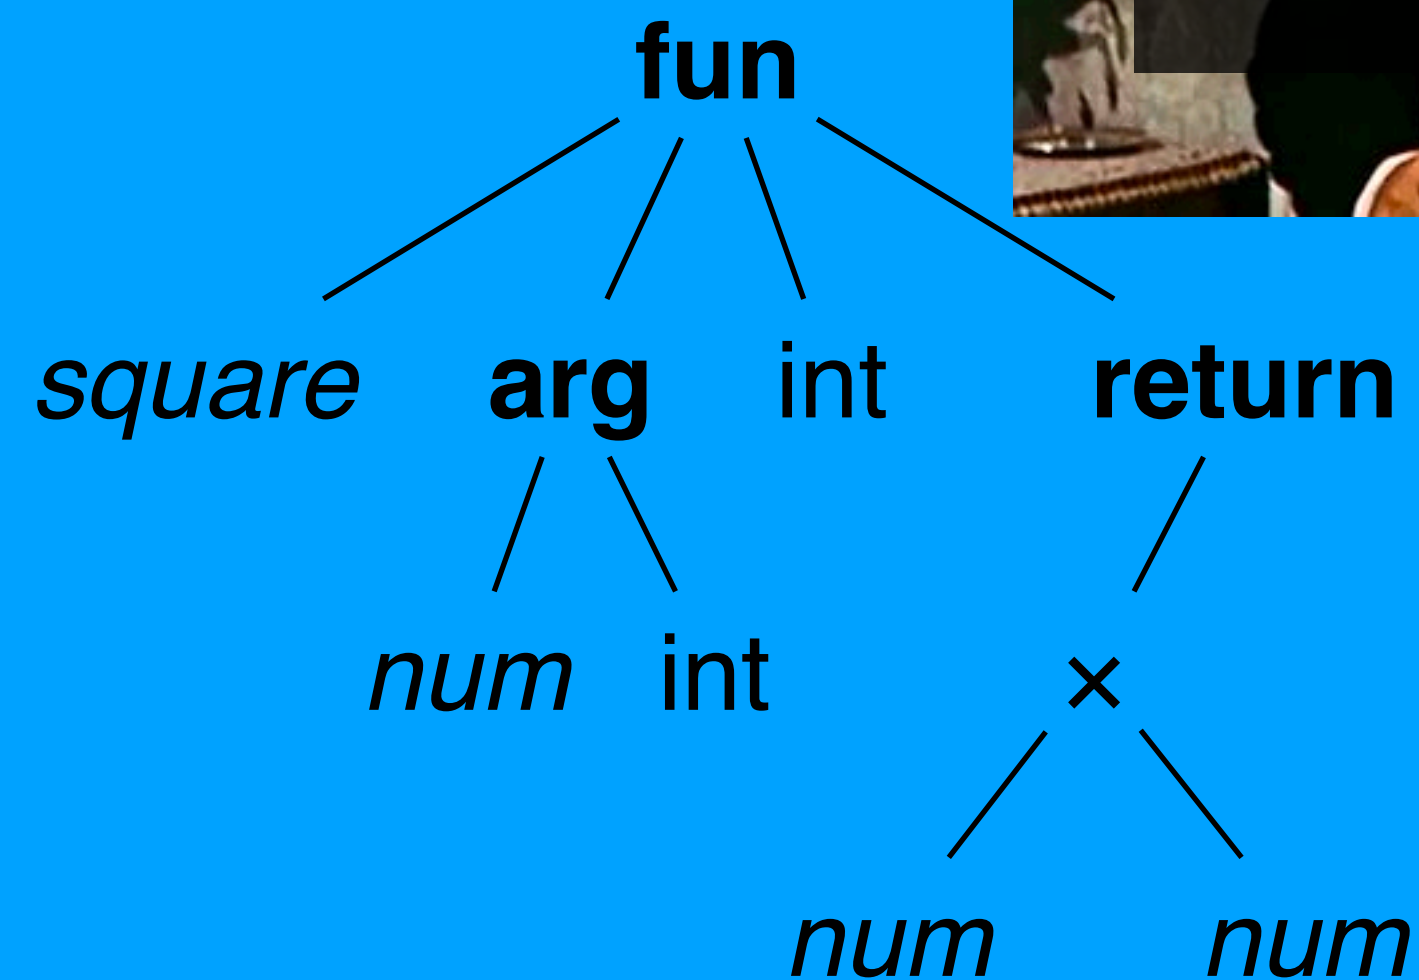 fun
square arg int return
num int ×
num num